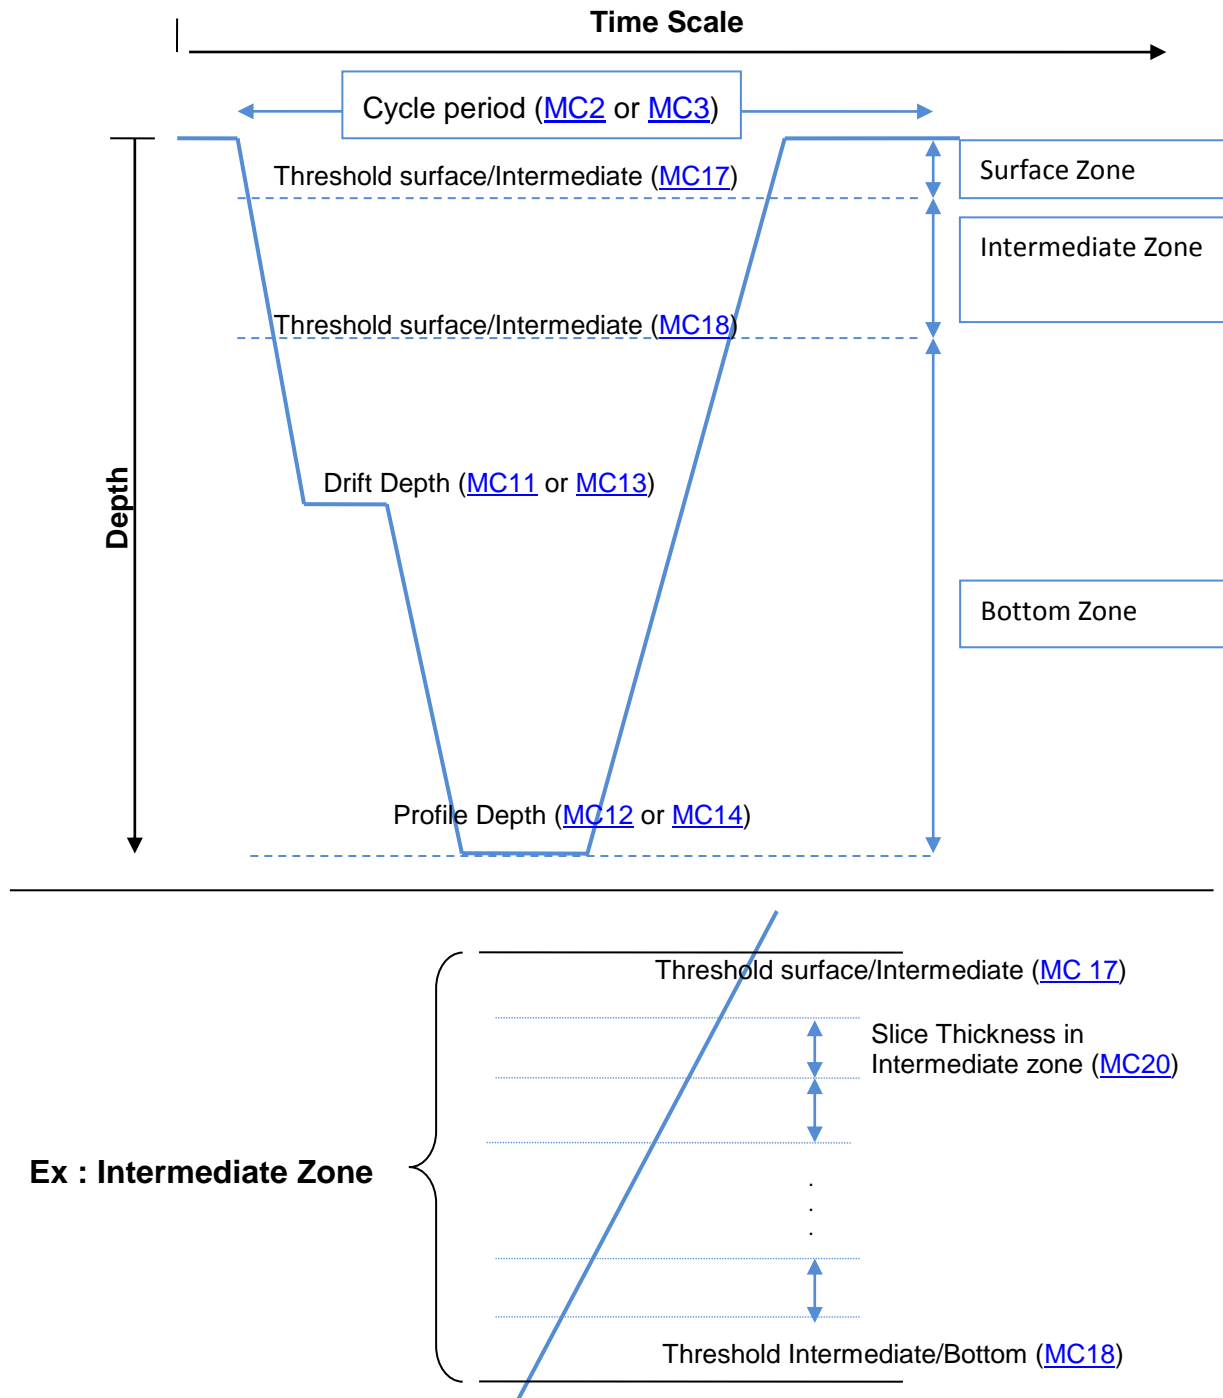 Time Scale
Cycle period (MC2 or MC3)
Threshold surface/Intermediate (MC17)
Surface Zone
Intermediate Zone
Threshold surface/Intermediate (MC18)
Depth
Drift Depth (MC11 or MC13)
Bottom Zone
Profile Depth (MC12 or MC14)
Threshold surface/Intermediate (MC 17)
Slice Thickness in
Intermediate zone (MC20)
Ex : Intermediate Zone
.
.
.
Threshold Intermediate/Bottom (MC18)